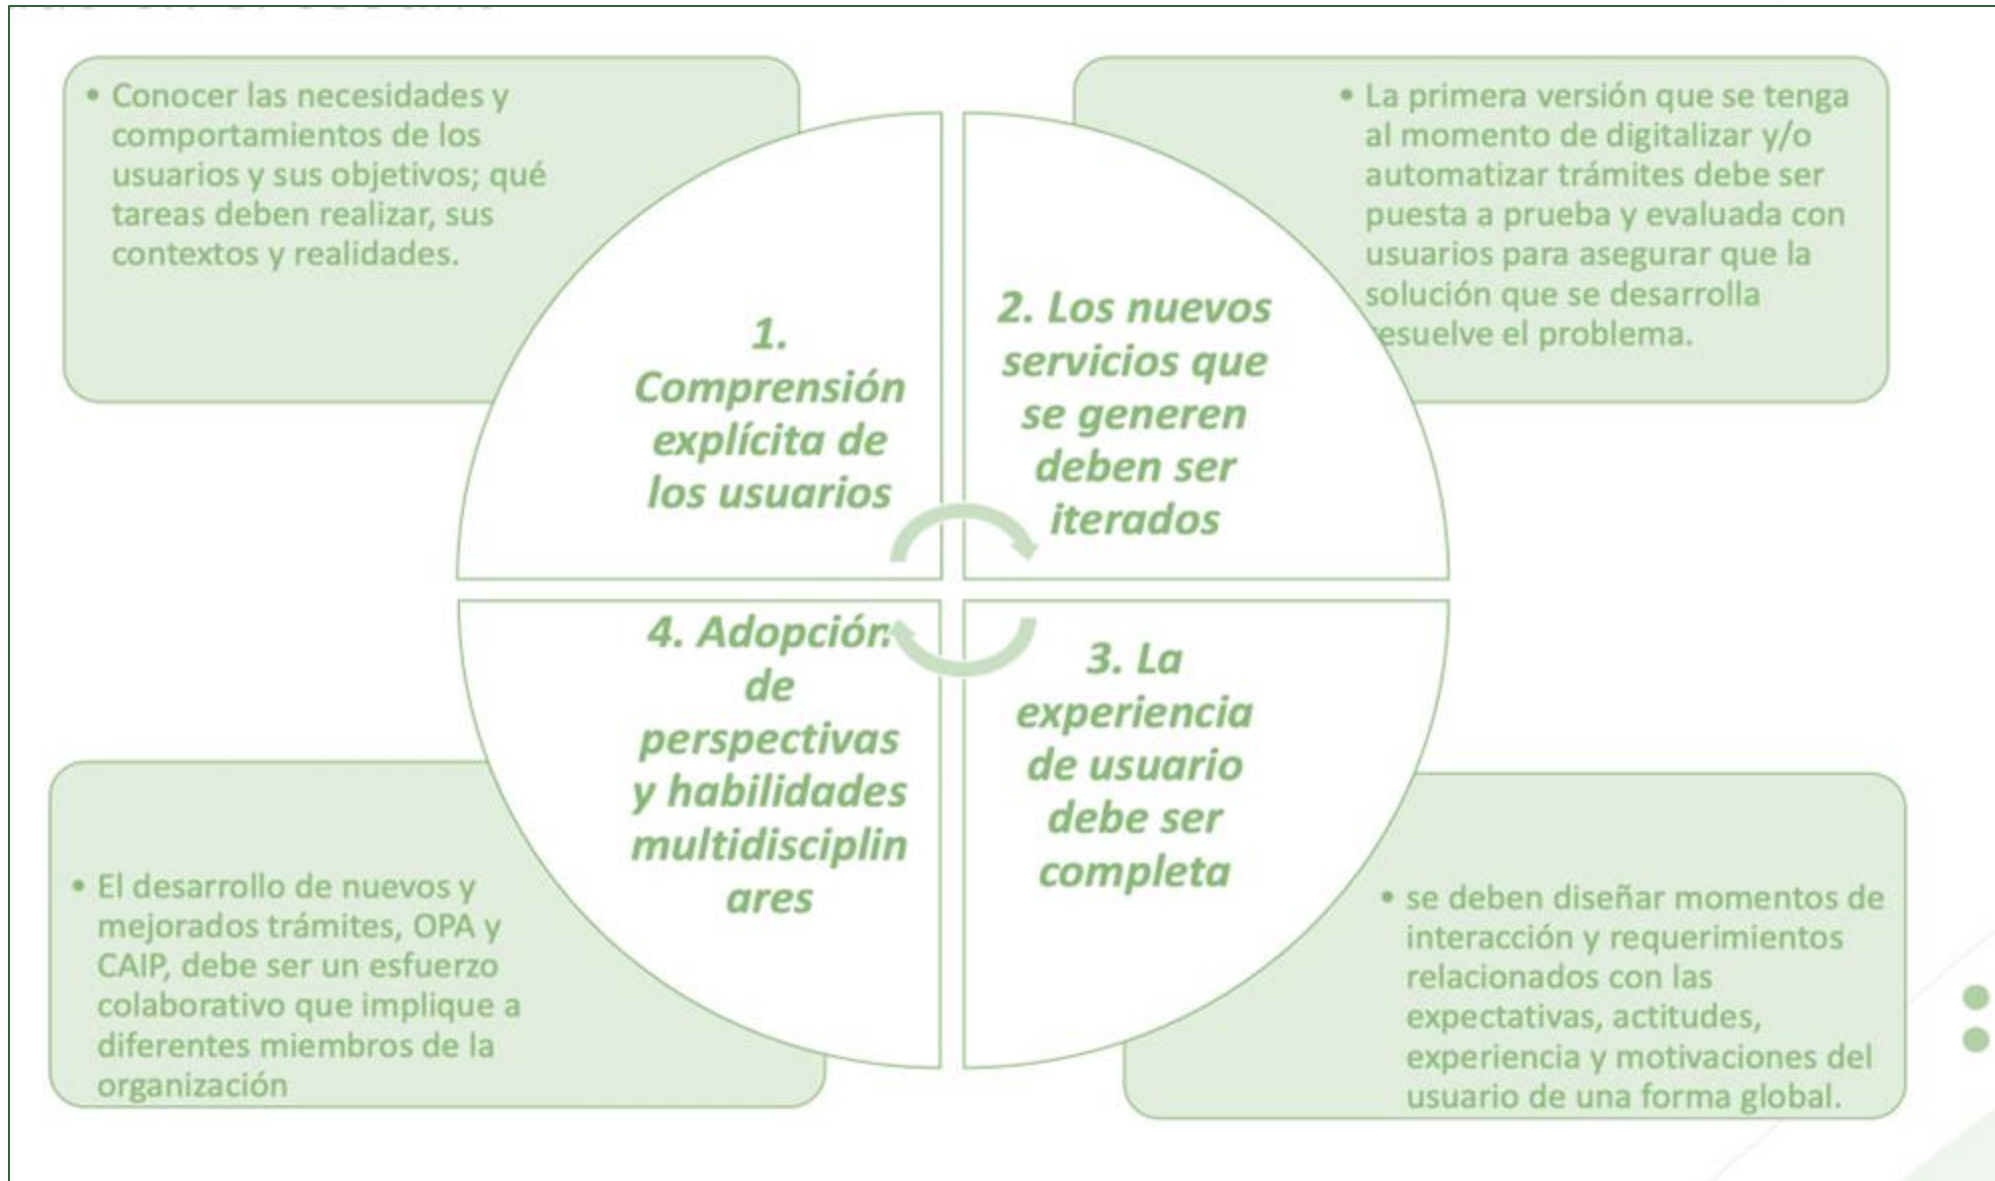 • Conocer las necesidades y
comportamientos de los
usuarios y sus objetivos; qué
tareas deben realizar, sus
contextos y realidades.
1.
Comprensión
explícita de
los usuarios
• La primera versión que se tenga
al momento de digitalizar y/o
automatizar trámites debe ser
puesta a prueba y evaluada con
usuarios para asegurar que la
solución que se desarrolla
resuelve el problema.
2. Los nuevos
servicios que
se generen
deben ser
iterados
4. Adopción
de
perspectivas
y habilidades
multidisciplin
ares
• El desarrollo de nuevos y
mejorados trámites, OPA y
CAIP, debe ser un esfuerzo
colaborativo que implique a
diferentes miembros de la
organización
3. La
experiencia
de usuario
debe ser
completa
• se deben diseñar momentos de
interacción y requerimientos
relacionados con las
expectativas, actitudes,
experiencia y motivaciones del
usuario de una forma global.